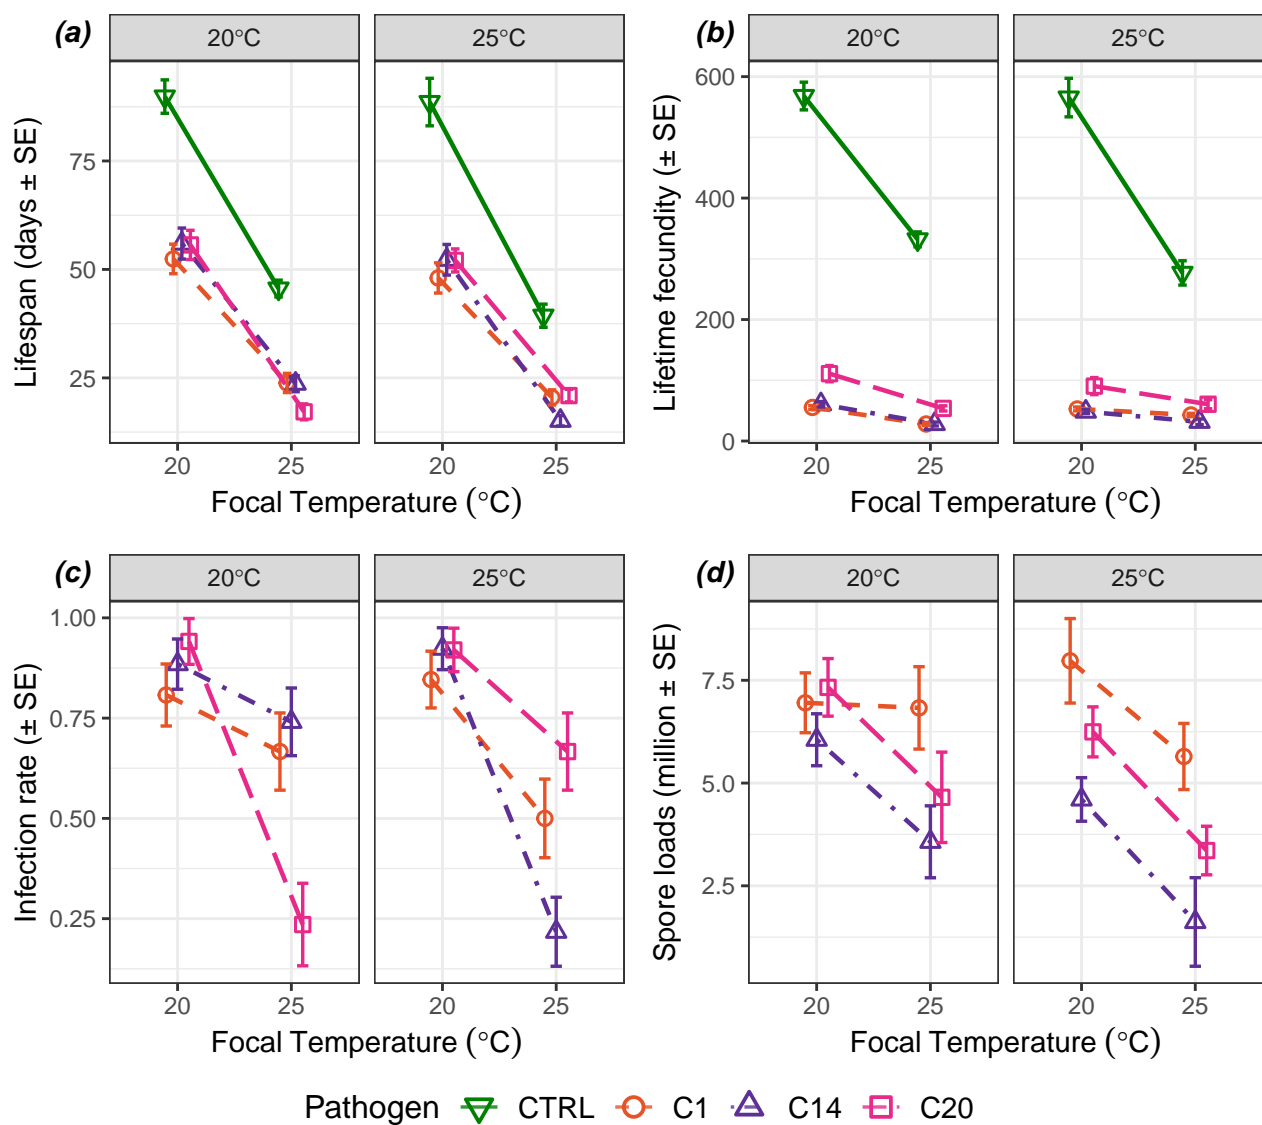 (a) 20°C 25°C
Lifespan (days ± SE)
75
50
25
20 25 20 25
Focal Temperature (°C)
(b) 20°C 25°C
Lifetime fecundity (± SE)
600
400
200
0
20 25 20 25
Focal Temperature (°C)
(c) 20°C 25°C
Infection rate (± SE)
1.00
0.75
0.50
0.25
20 25 20 25
Focal Temperature (°C)
(d) 20°C 25°C
Spore loads (million ± SE)
7.5
5.0
2.5
20 25 20 25
Focal Temperature (°C)
Pathogen CTRL C1 C14 C20